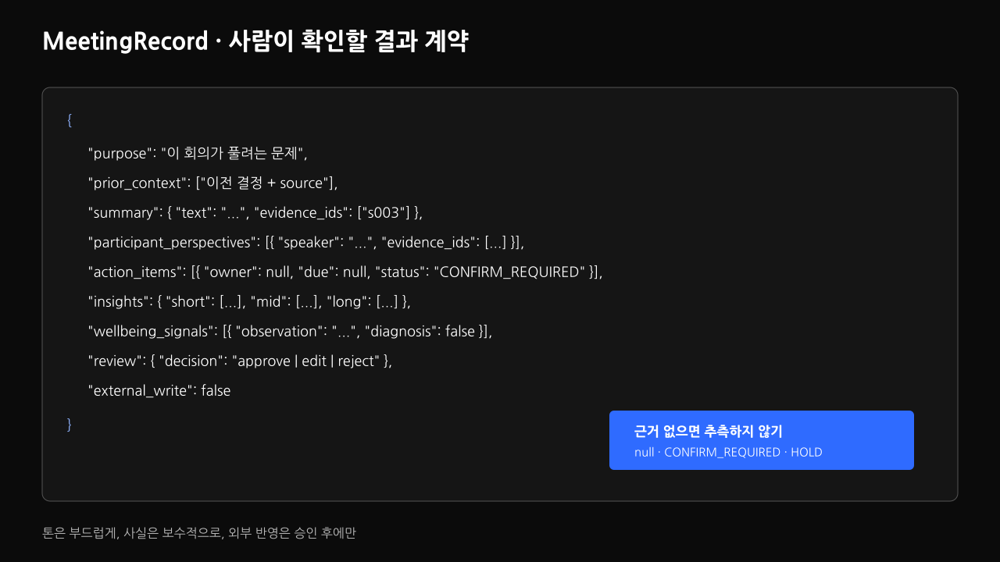 MeetingRecord · 사람이 확인할 결과 계약
{
"purpose": "이 회의가 풀려는 문제",
"prior_context": ["이전 결정 + source"],
"summary": { "text": "...", "evidence_ids": ["s003"] },
"participant_perspectives": [{ "speaker": "...", "evidence_ids": [...] }],
"action_items": [{ "owner": null, "due": null, "status": "CONFIRM_REQUIRED" }],
"insights": { "short": [...], "mid": [...], "long": [...] },
"wellbeing_signals": [{ "observation": "...", "diagnosis": false }],
"review": { "decision": "approve | edit | reject" },
"external_write": false
}
근거 없으면 추측하지 않기
null · CONFIRM_REQUIRED · HOLD
톤은 부드럽게, 사실은 보수적으로, 외부 반영은 승인 후에만